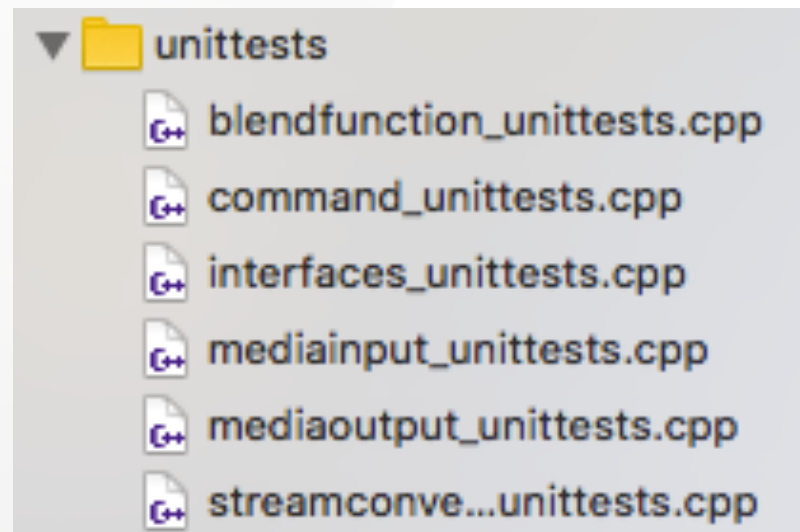 unittests
C++ blendfunction_unittests.cpp
C++ command_unittests.cpp
C++ interfaces_unittests.cpp
C++ mediainput_unittests.cpp
C++ mediaoutput_unittests.cpp
C++ streamconve...unittests.cpp